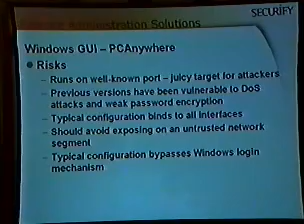 SECURIFY
Administration Solutions
Windows GUI – PCAnywhere
Risks
– Runs on well-known port – juicy target for attackers
– Previous versions have been vulnerable to DoS
attacks and weak password encryption
– Typical configuration binds to all interfaces
– Should avoid exposing on an untrusted network
segment
– Typical configuration bypasses Windows login
mechanism